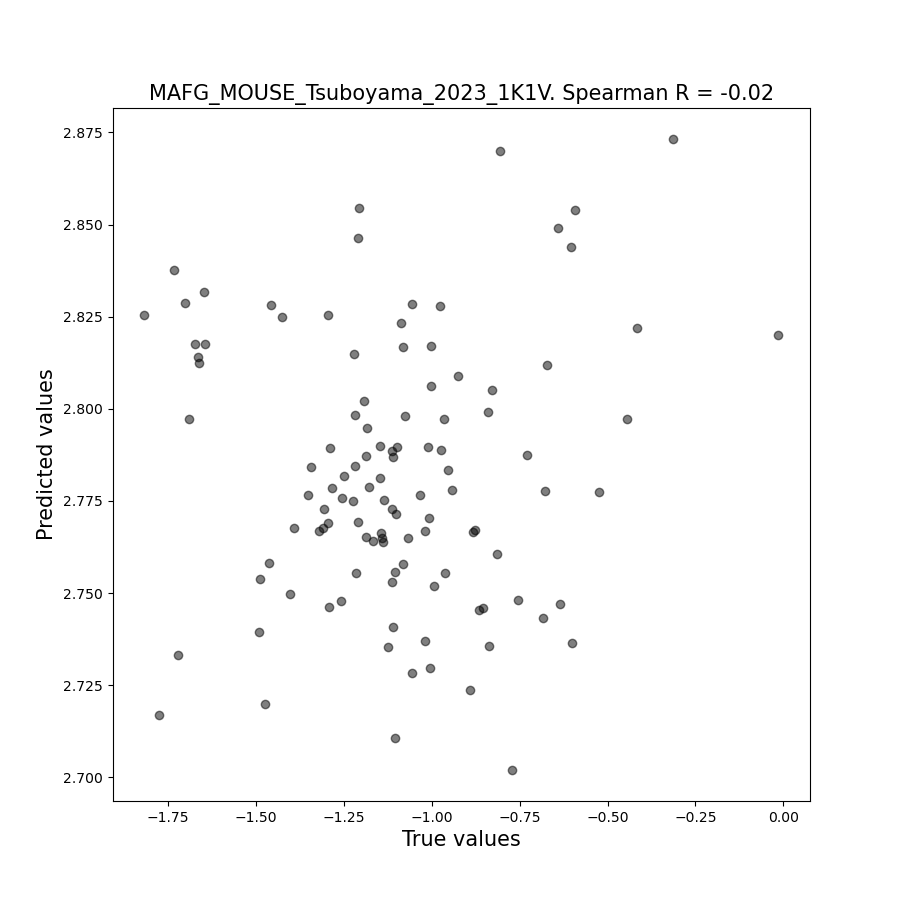 MAFG_MOUSE_Tsuboyama_2023_1K1V. Spearman R = -0.02
2.875
2.850
2.825
2.800
2.775
2.750
2.725
2.700
Predicted values
−1.75 −1.50 −1.25 −1.00 −0.75 −0.50 −0.25 0.00
True values